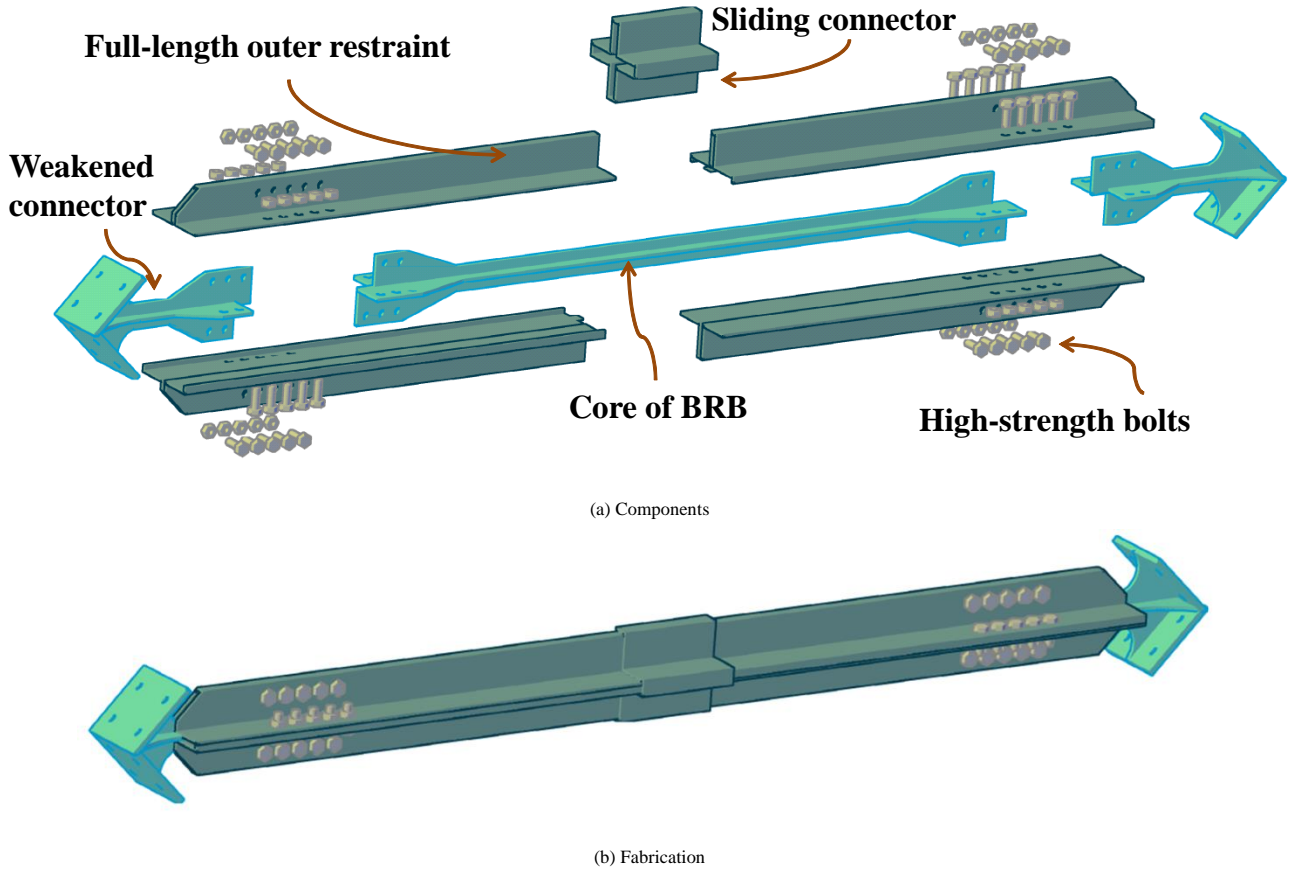 Sliding connector
Full-length outer restraint
Weakened
connector
Core of BRB
High-strength bolts
(a) Components
(b) Fabrication